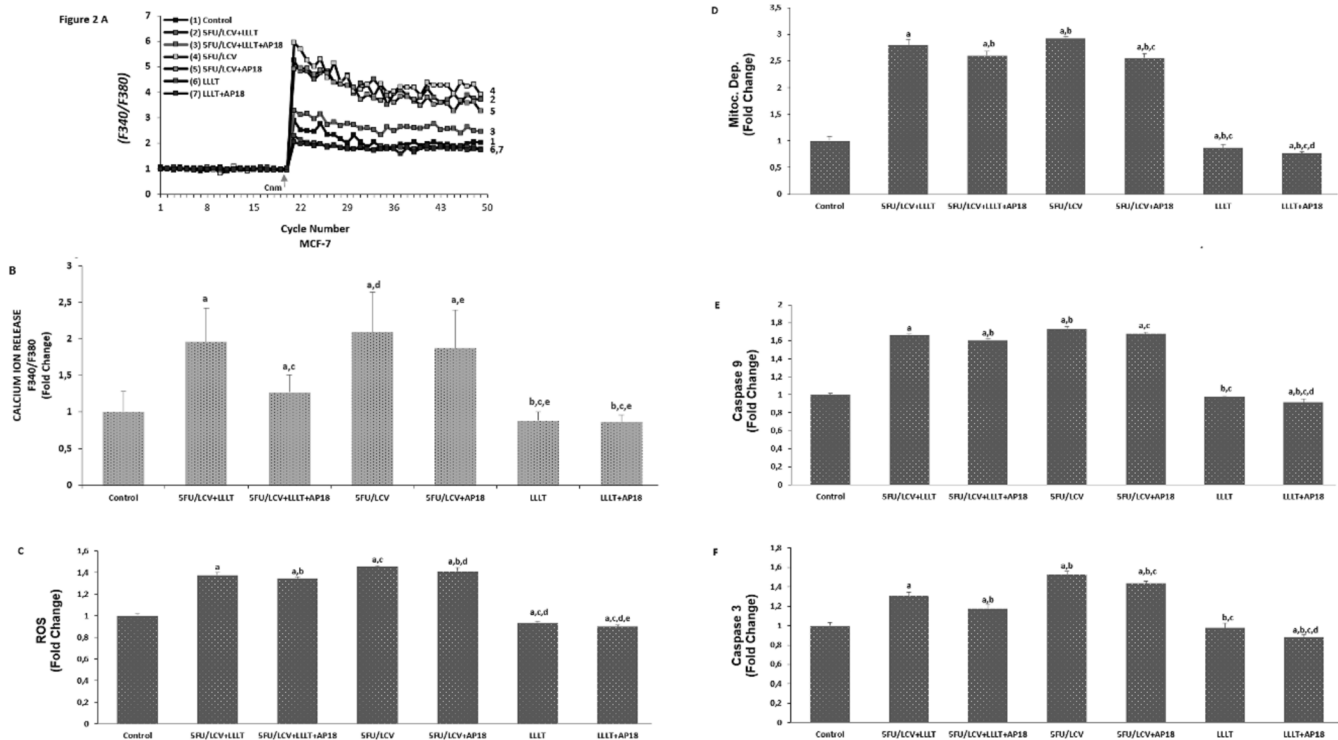 Figure 2 A
7
6
5
4
3
2
1
0
(F340/F380)
(1) Control
(2) 5FU/LCV+LLLT
(3) 5FU/LCV+LLLT+AP18
(4) 5FU/LCV
(5) 5FU/LCV+AP18
(6) LLLT
(7) LLLT+AP18
4
2
5
3
1
6,7
Cnm
1 8 15 22 29 36 43 50
Cycle Number
MCF-7
B
CALCIUM ION RELEASE
F340/F380
(Fold Change)
3
2,5
2
1,5
1
0,5
0
a
a,c
a,d
a,e
b,c,e
b,c,e
Control 5FU/LCV+LLLT 5FU/LCV+LLLT+AP18 5FU/LCV 5FU/LCV+AP18 LLLT LLLT+AP18
C
ROS
(Fold Change)
1,6
1,4
1,2
1
0,8
0,6
0,4
0,2
0
a
a,b
a,c
a,b,d
a,c,d
a,c,d,e
Control 5FU/LCV+LLLT 5FU/LCV+LLLT+AP18 5FU/LCV 5FU/LCV+AP18 LLLT LLLT+AP18
D
Mitoc. Dep.
(Fold Change)
3,5
3
2,5
2
1,5
1
0,5
0
a
a,b
a,b
a,b,c
a,b,c
a,b,c,d
Control 5FU/LCV+LLLT 5FU/LCV+LLLT+AP18 5FU/LCV 5FU/LCV+AP18 LLLT LLLT+AP18
E
Caspase 9
(Fold Change)
2
1,8
1,6
1,4
1,2
1
0,8
0,6
0,4
0,2
0
a
a,b
a,b
a,c
b,c
a,b,c,d
Control 5FU/LCV+LLLT 5FU/LCV+LLLT+AP18 5FU/LCV 5FU/LCV+AP18 LLLT LLLT+AP18
F
Caspase 3
(Fold Change)
1,8
1,6
1,4
1,2
1
0,8
0,6
0,4
0,2
0
a
a,b
a,b
a,b,c
b,c
a,b,c,d
Control 5FU/LCV+LLLT 5FU/LCV+LLLT+AP18 5FU/LCV 5FU/LCV+AP18 LLLT LLLT+AP18